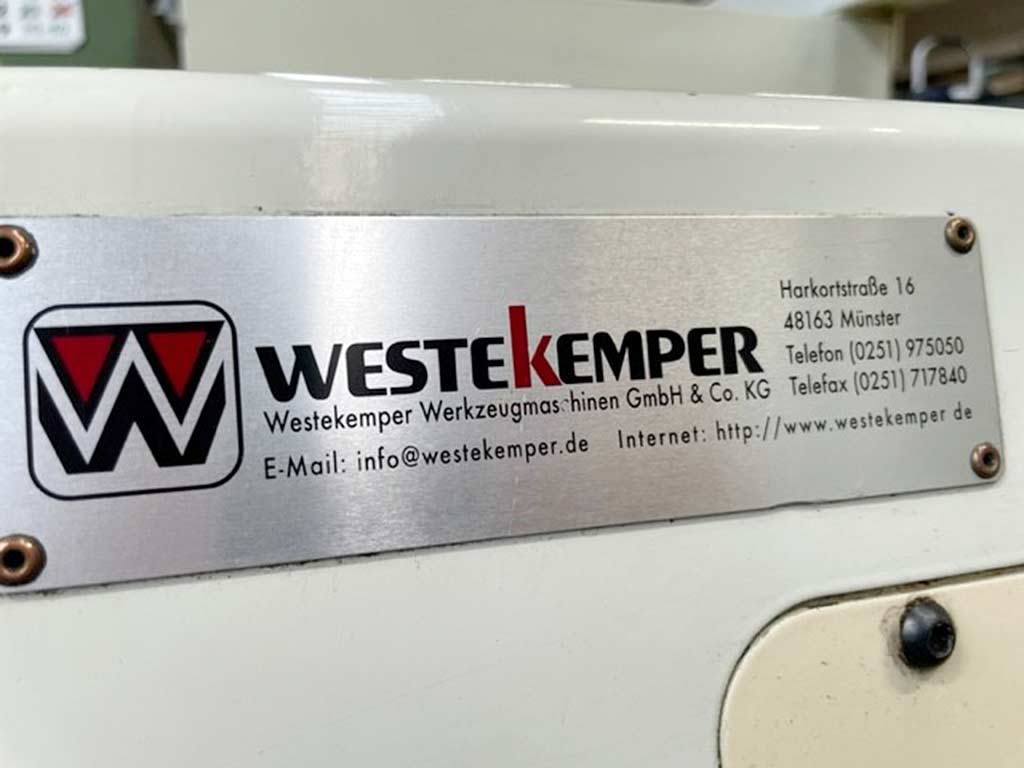 W
WESTEKEMPER
Westekemper Werkzeugmaschinen GmbH & Co. KG
E-Mail: info@westekemper.de Internet: http://www.westekemper de
Harkortstraße 16
48163 Münster
Telefon (0251) 975050
Telefax (0251) 717840